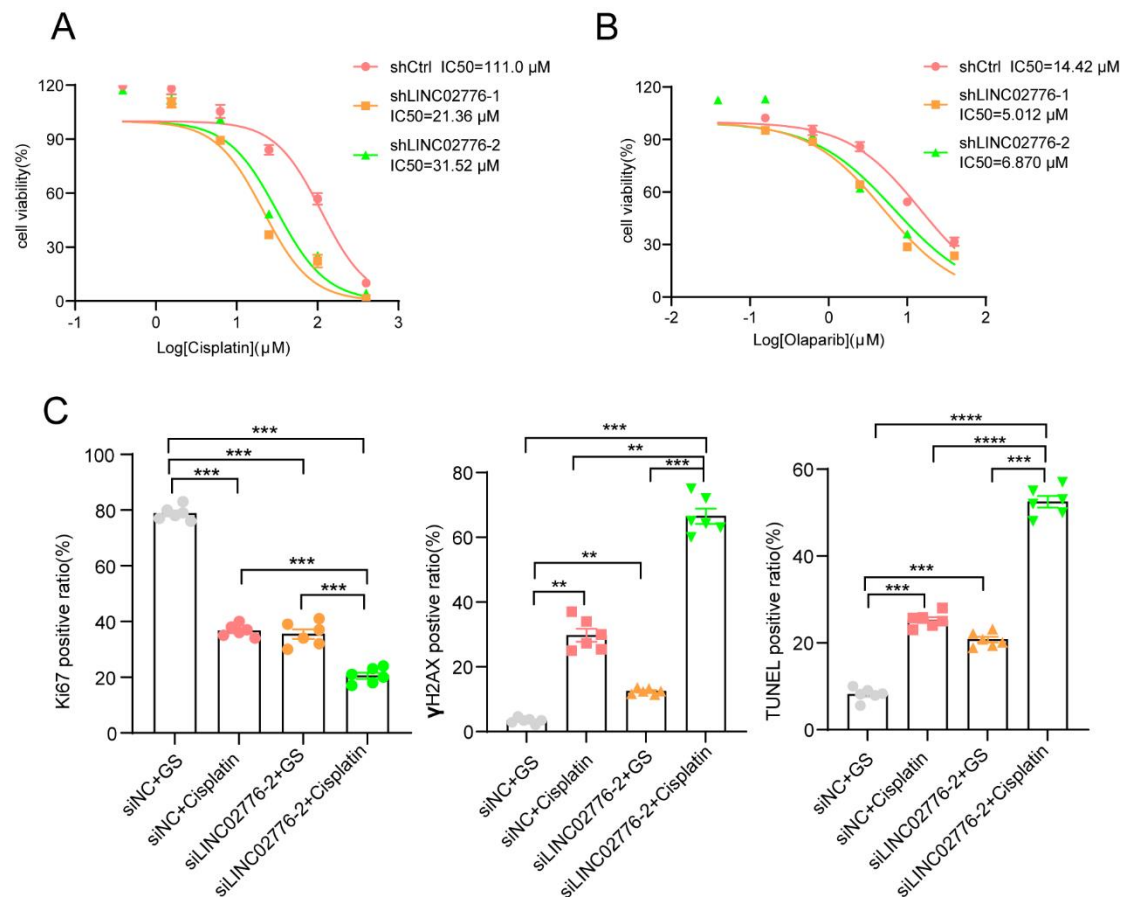 A
shCtrl IC50=111.0 μM
shLINC02776-1
IC50=21.36 μM
shLINC02776-2
IC50=31.52 μM
120
90
60
30
0
cell viability(%)
-1
0
1
2
3
Log[Cisplatin](μM)
B
shCtrl IC50=14.42 μM
shLINC02776-1
IC50=5.012 μM
shLINC02776-2
IC50=6.870 μM
120
90
60
30
0
cell viability(%)
-2
-1
0
1
2
Log[Olaparib](μM)
C
***
***
***
***
***
100
80
60
40
20
0
Ki67 positive ratio(%)
siNC+GS
siNC+Cisplatin
siLINC02776-2+GS
siLINC02776-2+Cisplatin
***
**
***
**
**
80
60
40
20
0
γH2AX postive ratio(%)
siNC+GS
siNC+Cisplatin
siLINC02776-2+GS
siLINC02776-2+Cisplatin
****
****
***
***
***
60
40
20
0
TUNEL positive ratio(%)
siNC+GS
siNC+Cisplatin
siLINC02776-2+GS
siLINC02776-2+Cisplatin